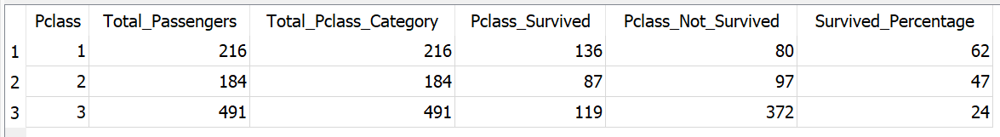 Pclass Total_Passengers Total_Pclass_Category Pclass_Survived Pclass_Not_Survived Survived_Percentage
1 1 216 216 136 80 62
2 2 184 184 87 97 47
3 3 491 491 119 372 24